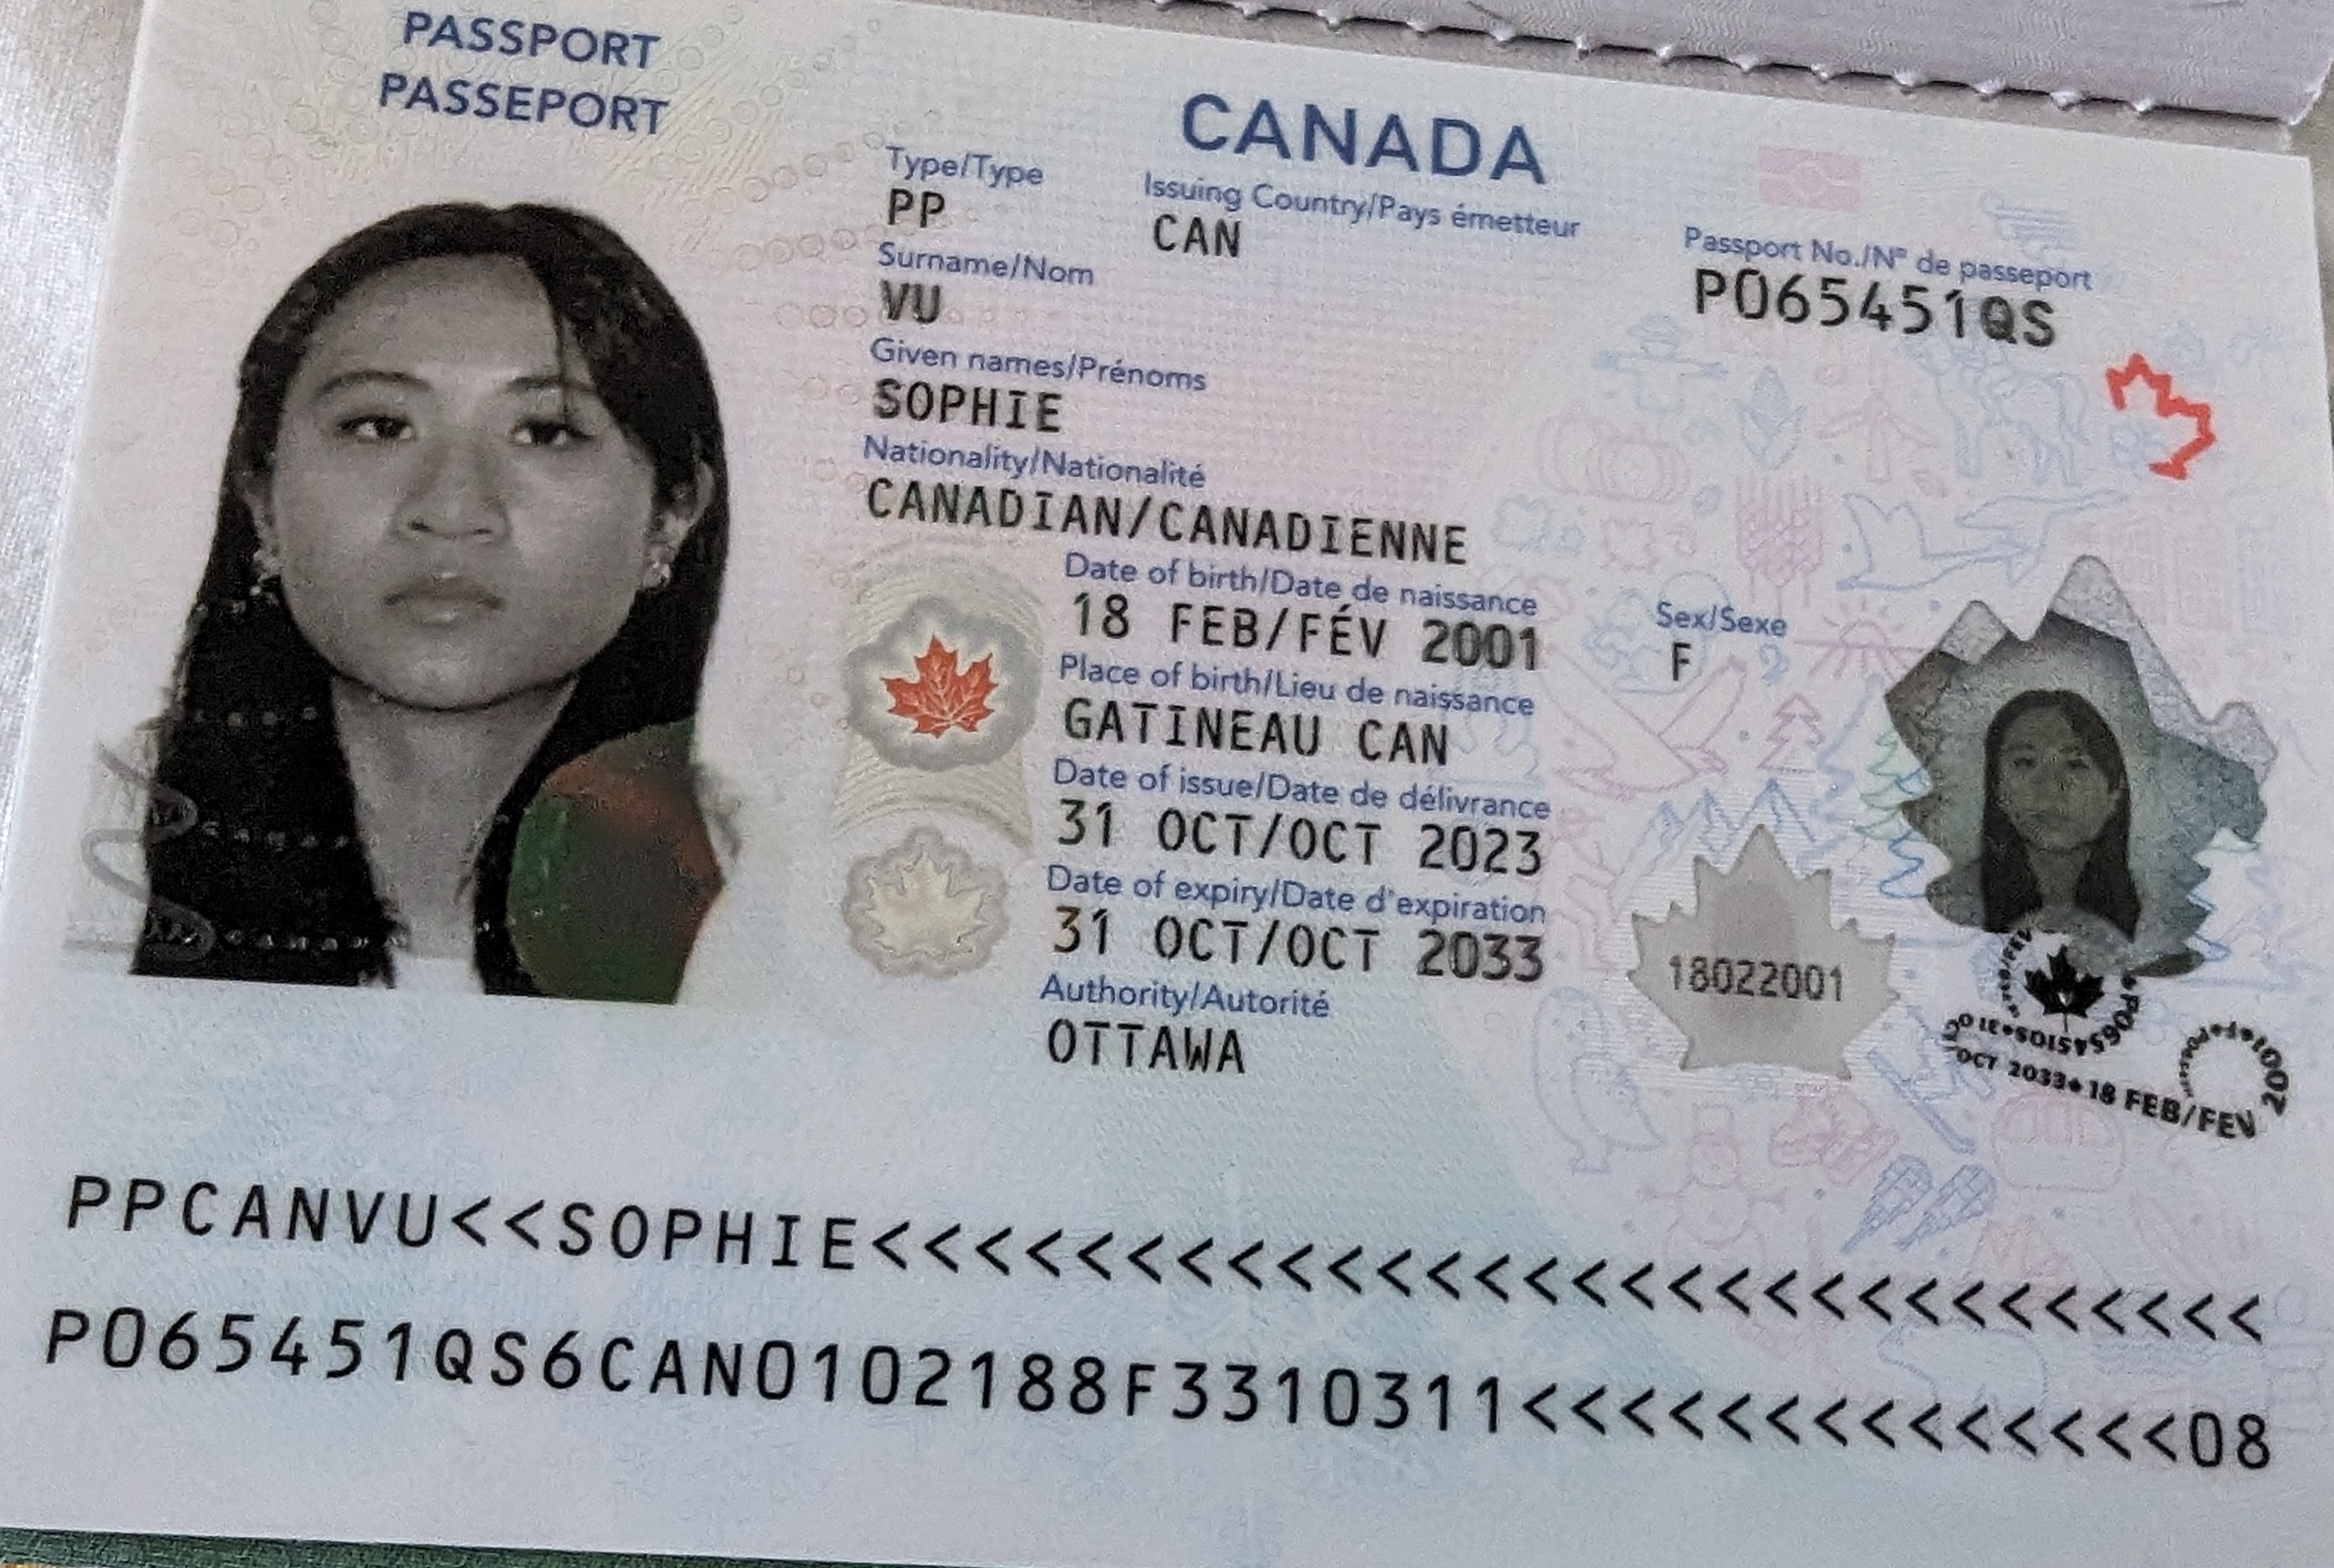 PASSPORT
PASSEPORT
CANADA
Type/Type
PP
Issuing Country/Pays émetteur
CAN
Passport No./N° de passeport
P065451QS
Surname/Nom
VU
Given names/Prénoms
SOPHIE
Nationality/Nationalité
CANADIAN/CANADIENNE
Date of birth/Date de naissance
18 FEB/FÉV 2001
Sex/Sexe
F
Place of birth/Lieu de naissance
GATINEAU CAN
Date of issue/Date de délivrance
31 OCT/OCT 2023
Date of expiry/Date d'expiration
31 OCT/OCT 2033
Authority/Autorité
OTTAWA
18022001
OCT 2033 18 FEB/FEV 2001
PPCANVU<<SOPHIE<<<<<<<<<<<<<<<<<<<<<<<<<<<<<
P065451QS6CAN0102188F3310311<<<<<<<<<<<<<<08